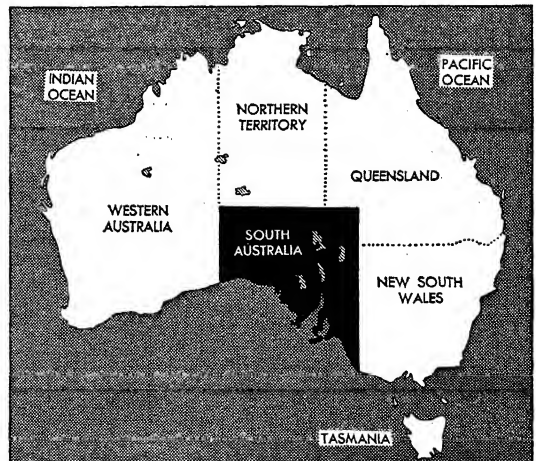 INDIAN
OCEAN
PACIFIC
OCEAN
NORTHERN
TERRITORY
QUEENSLAND
WESTERN
AUSTRALIA
SOUTH
AUSTRALIA
NEW SOUTH
WALES
TASMANIA